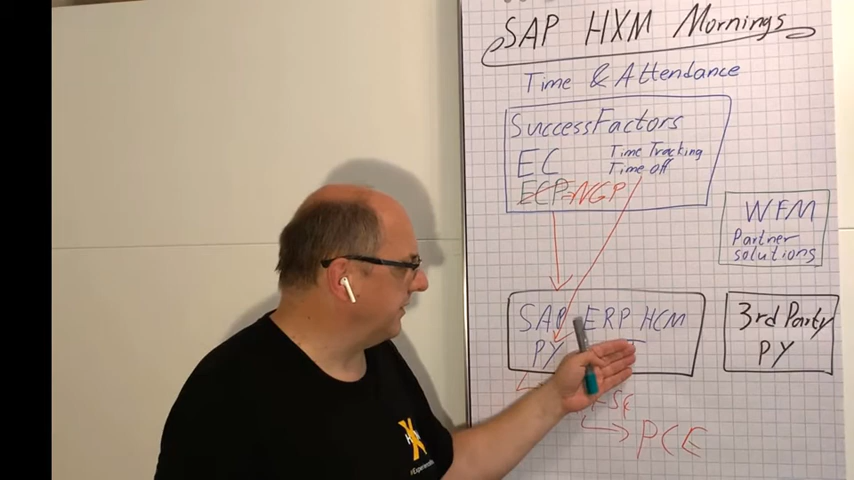 SAP HXM Mornings
Time & Attendance
SuccessFactors
EC
Time Tracking
Time off
ECP=NGP
WFM
Partner
solutions
SAP ERP HCM
PY
3rd Party
PY
PCE